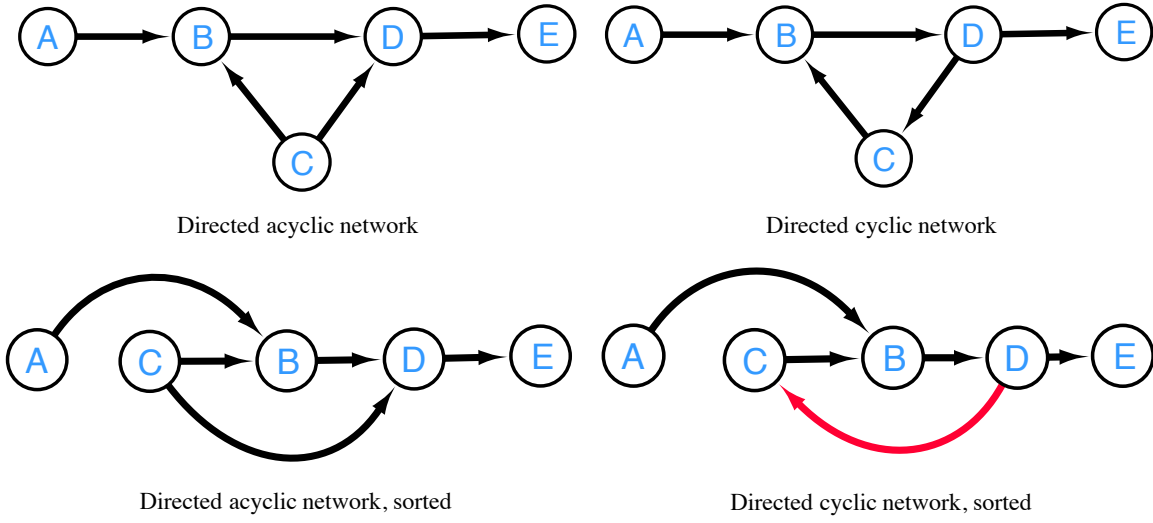 A B D E
C
Directed acyclic network
A B D E
C
Directed cyclic network
A C B D E
Directed acyclic network, sorted
A C B D E
Directed cyclic network, sorted